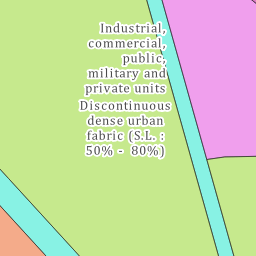 Industrial,
commercial,
public,
military and
private units
Discontinuous
dense urban
fabric (S.L. :
50% - 80%)